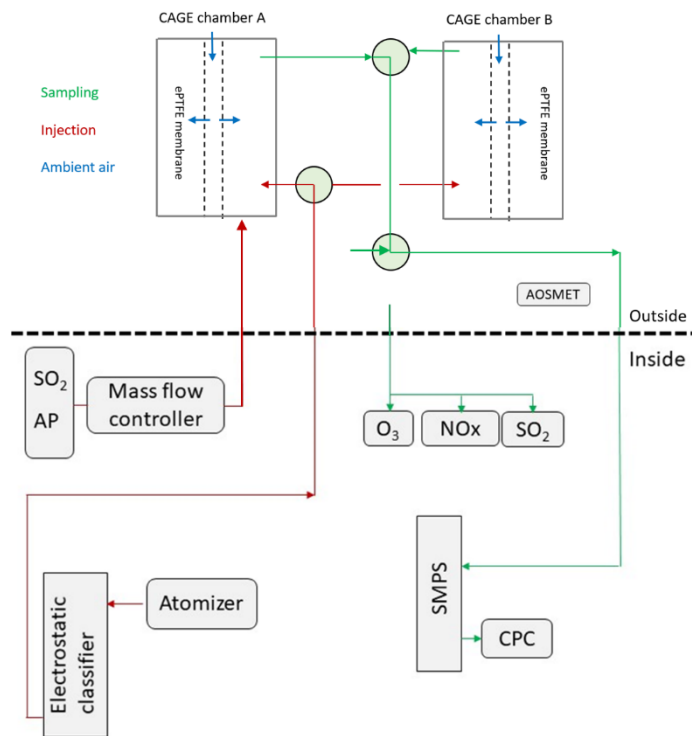 CAGE chamber A
CAGE chamber B
Sampling
Injection
Ambient air
ePTFE membrane
ePTFE membrane
AOSMET
Outside
Inside
SO₂
AP
Mass flow
controller
O₃
NOx
SO₂
Electrostatic
classifier
Atomizer
SMPS
CPC